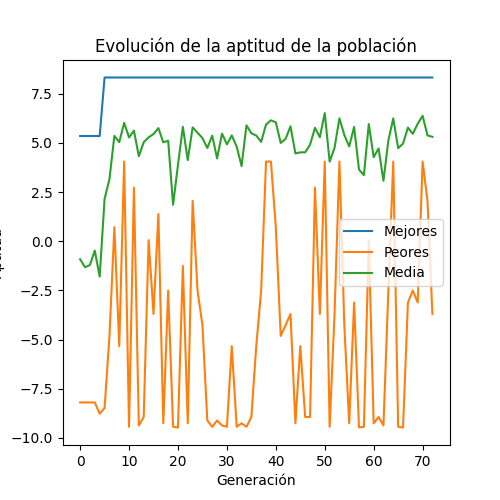 Evolución de la aptitud de la población
7.5
5.0
2.5
0.0
−2.5
−5.0
−7.5
−10.0
Mejores
Peores
Media
0 10 20 30 40 50 60 70
Generación